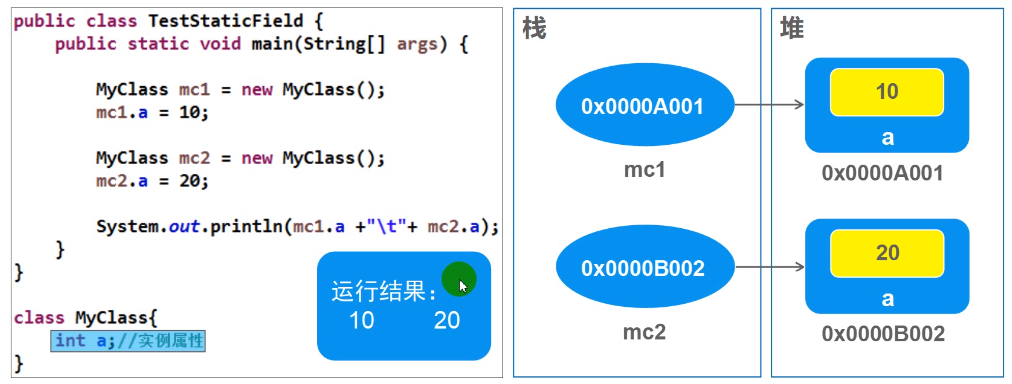 public class TestStaticField {
public static void main(String[] args) {
MyClass mc1 = new MyClass();
mc1.a = 10;
MyClass mc2 = new MyClass();
mc2.a = 20;
System.out.println(mc1.a +"\t"+ mc2.a);
}
}
class MyClass{
int a;//实例属性
}
运行结果：
10 20
栈
0x0000A001
mc1
0x0000B002
mc2
堆
10
a
0x0000A001
20
a
0x0000B002